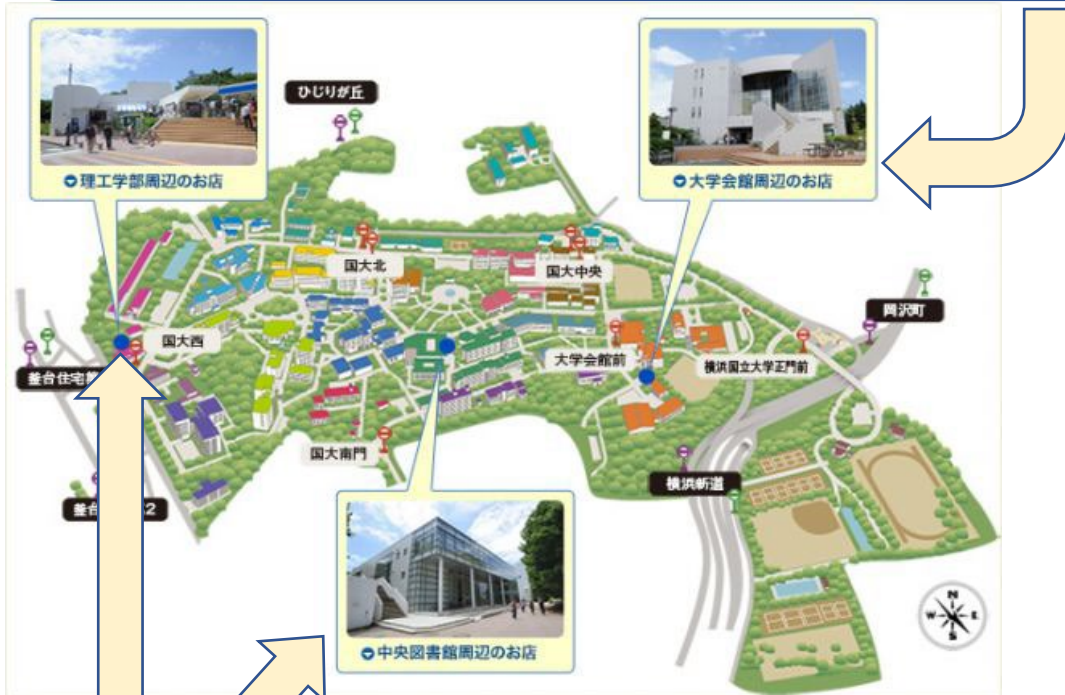 ひじりが丘
理工学部周辺のお店
大学会館周辺のお店
国大北
国大中央
岡沢町
国大西
大学会館前
横浜国立大学正門前
釜台住宅
国大南門
横浜新道
釜台
2
中央図書館周辺のお店
N
W
E
S